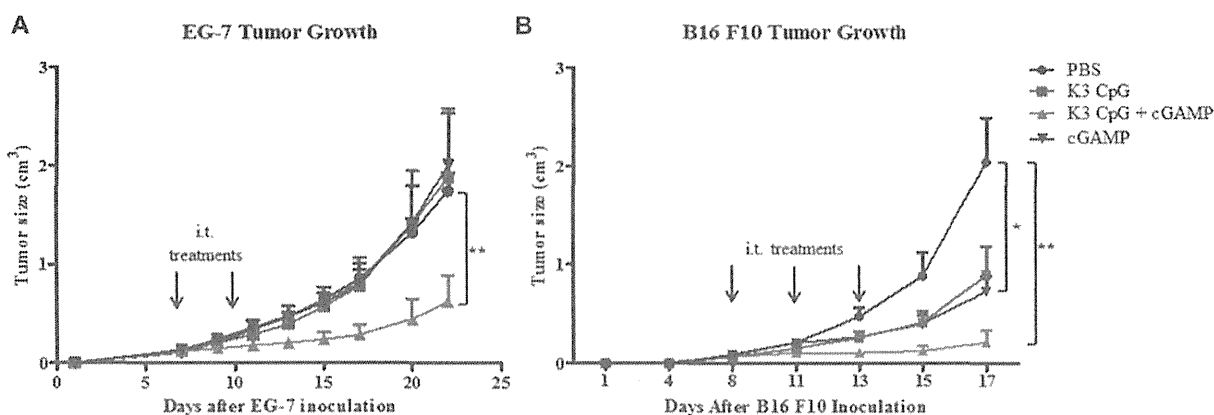 A
EG-7 Tumor Growth
Tumor size (cm3)
3
2
1
0
i.t.
treatments
**
0 5 10 15 20 25
Days after EG-7 inoculation
B
B16 F10 Tumor Growth
Tumor size (cm3)
3
2
1
0
i.t. treatments
*
**
1 4 8 11 13 15 17
Days After B16 F10 Inoculation
PBS
K3 CpG
K3 CpG + cGAMP
cGAMP